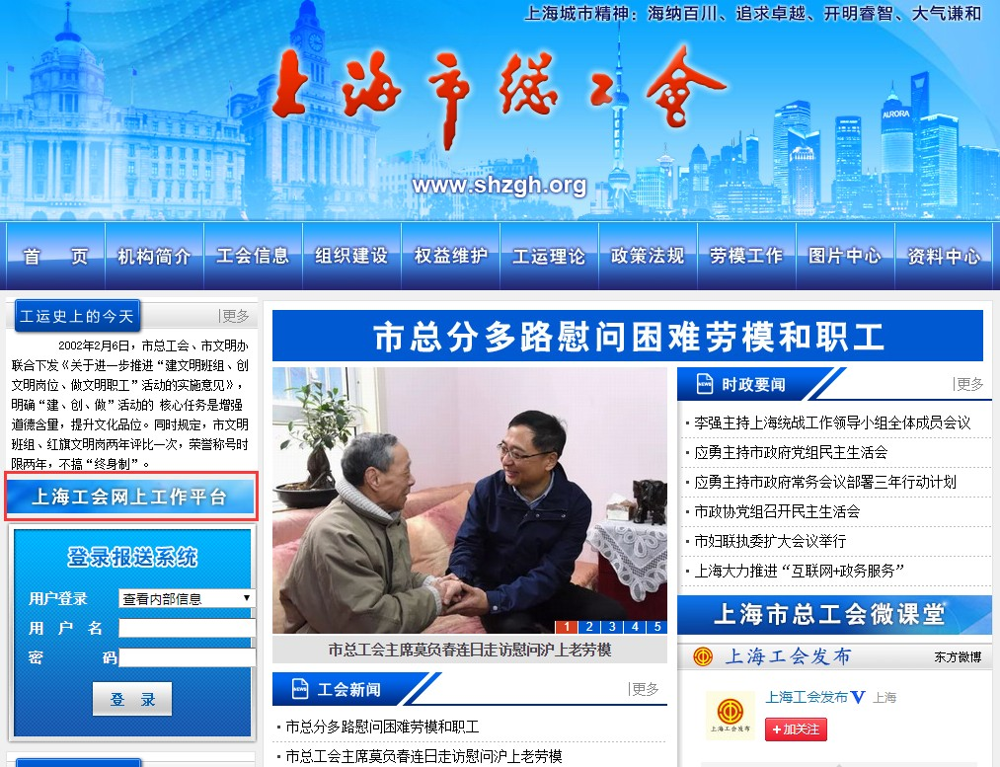 上海城市精神：海纳百川、追求卓越、开明睿智、大气谦和
上海市总工會
www.shzgh.org
AURORA
首 页 机构简介 工会信息 组织建设 权益维护 工运理论 政策法规 劳模工作 图片中心 资料中心
工运史上的今天
|更多
2002年2月6日，市总工会、市文明办
联合下发《关于进一步推进“建文明班组、创
文明岗位、做文明职工”活动的实施意见》，
明确“建、创、做”活动的 核心任务是增强
道德含量，提升文化品位。同时规定，市文明
班组、红旗文明岗两年评比一次，荣誉称号时
限两年，不搞“终身制”。
上海工会网上工作平台
登录报送系统
用户登录 查看内部信息
用 户 名
密 码
登 录
市总分多路慰问困难劳模和职工
1 2 3 4 5
市总工会主席莫负春连日走访慰问沪上老劳模
NEWS 工会新闻
|更多
· 市总分多路慰问困难劳模和职工
· 市总工会主席莫负春连日走访慰问沪上老劳模
NEWS 时政要闻
|更多
· 李强主持上海统战工作领导小组全体成员会议
· 应勇主持市政府党组民主生活会
· 应勇主持市政府常务会议部署三年行动计划
· 市政协党组召开民主生活会
· 市妇联执委扩大会议举行
· 上海大力推进“互联网+政务服务”
上海市总工会微课堂
上海工会发布
东方微博
上海工会发布 V 上海
上海工会发布
+加关注